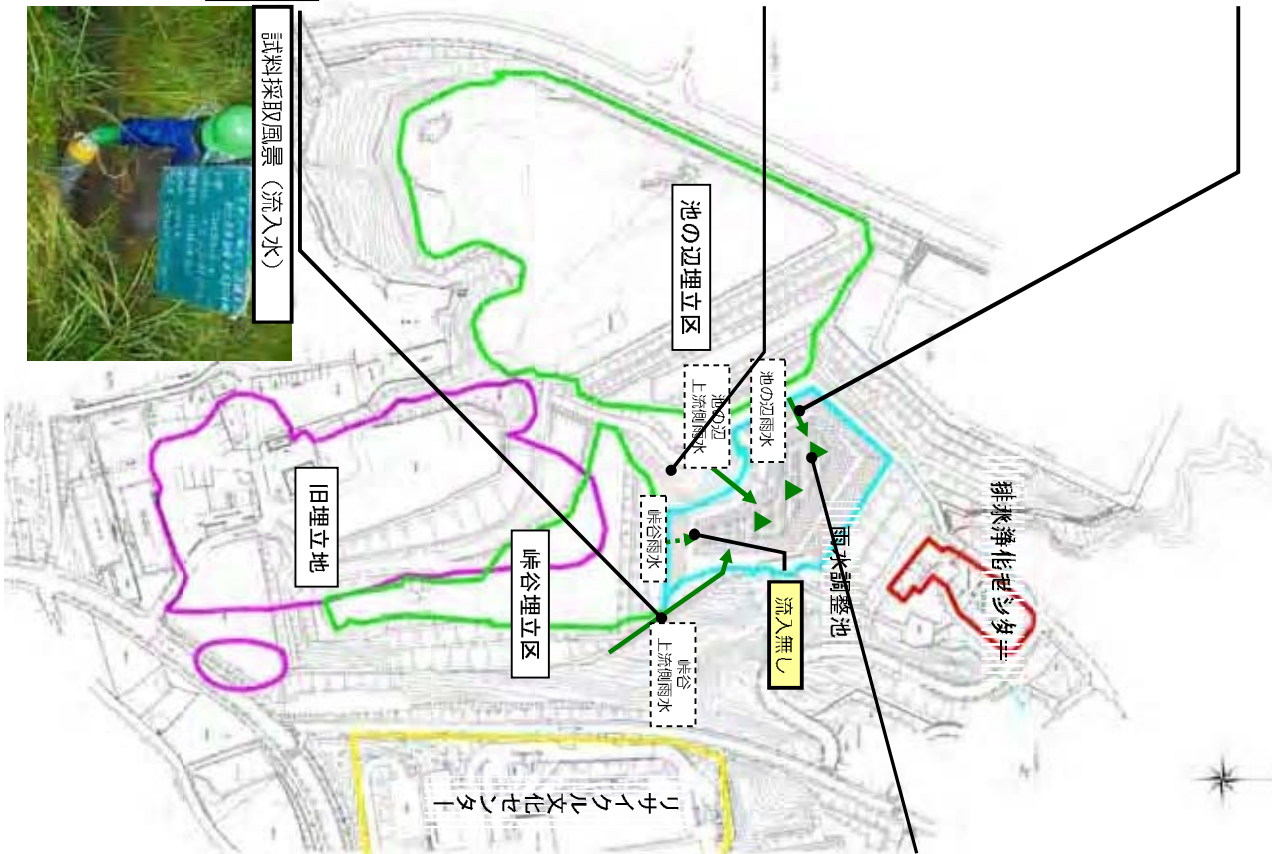 試料採取風景（流入水）
池の辺埋立区
池の辺雨水
池の辺
上流側雨水
峠谷雨水
旧埋立地
峠谷埋立区
流入無し
雨水調整池
排水浄化センター
峠谷
上流側雨水
リサイクル文化センター